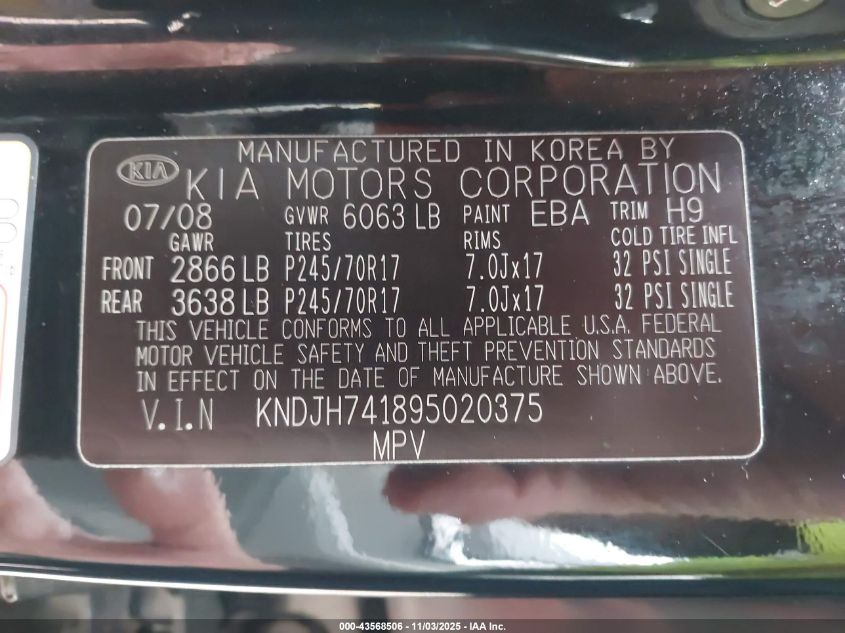 MANUFACTURED IN KOREA BY
KIA KIA MOTORS CORPORATION
07/08 GVWR 6063 LB PAINT EBA TRIM H9
GAWR TIRES RIMS COLD TIRE INFL
FRONT 2866 LB P245/70R17 7.0Jx17 32 PSI SINGLE
REAR 3638 LB P245/70R17 7.0Jx17 32 PSI SINGLE
THIS VEHICLE CONFORMS TO ALL APPLICABLE U.S.A. FEDERAL
MOTOR VEHICLE SAFETY AND THEFT PREVENTION STANDARDS
IN EFFECT ON THE DATE OF MANUFACTURE SHOWN ABOVE.
V.I.N KNDJH741895020375
MPV
000-43568506 - 11/03/2025 - IAA Inc.